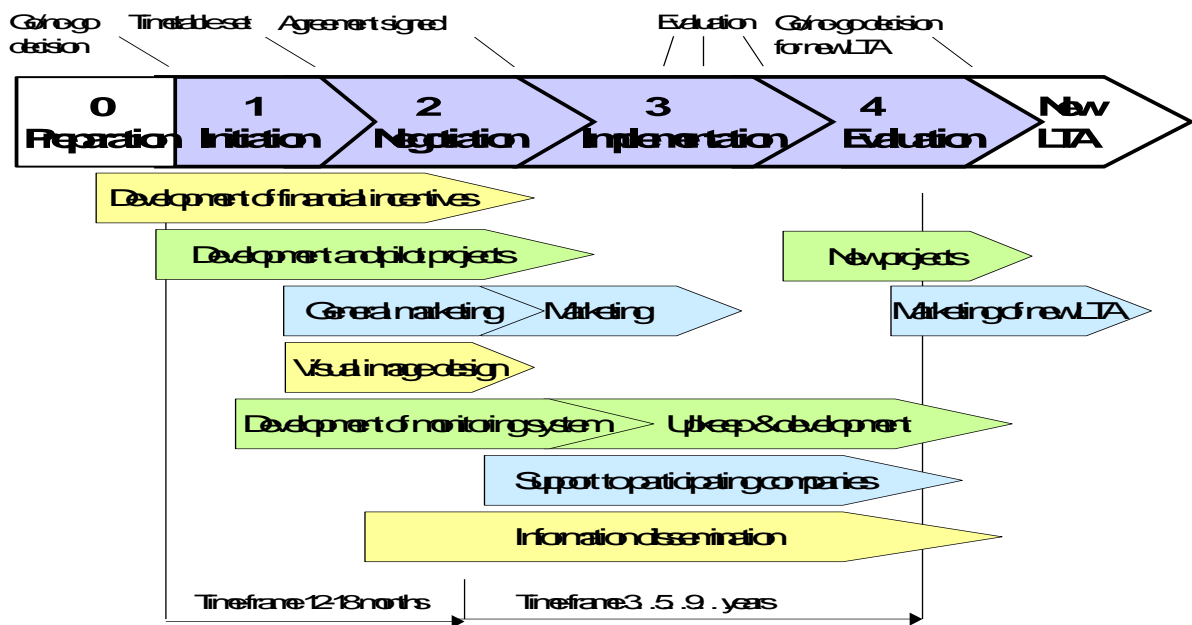 Go/no-go
decision
Timetable set
Agreement signed
Evaluation
Go/no-go decision
for new LTA
0
Preparation
1
Initiation
2
Negotiation
3
Implementation
4
Evaluation
New
LTA
Development of financial incentives
Development and pilot projects
New projects
General marketing
Marketing
Marketing of new LTA
Visual image design
Development of monitoring system
Upkeep & development
Support to participating companies
Information dissemination
Timeframe 12-18 months
Timeframe 3. .5. .9. . years